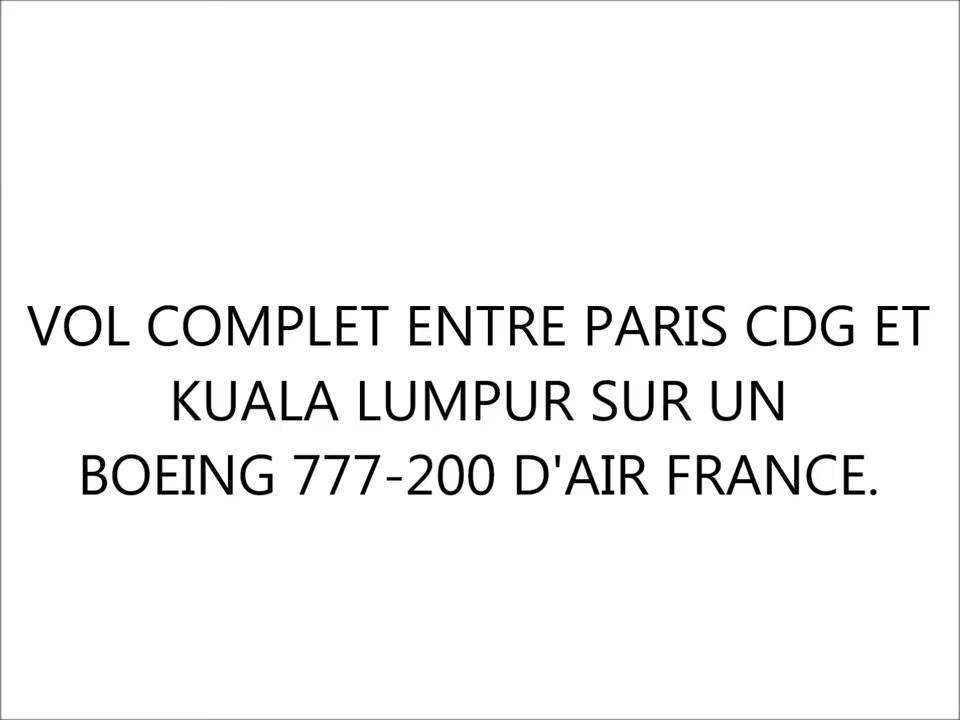 VOL COMPLET ENTRE PARIS CDG ET
KUALA LUMPUR SUR UN
BOEING 777-200 D'AIR FRANCE.